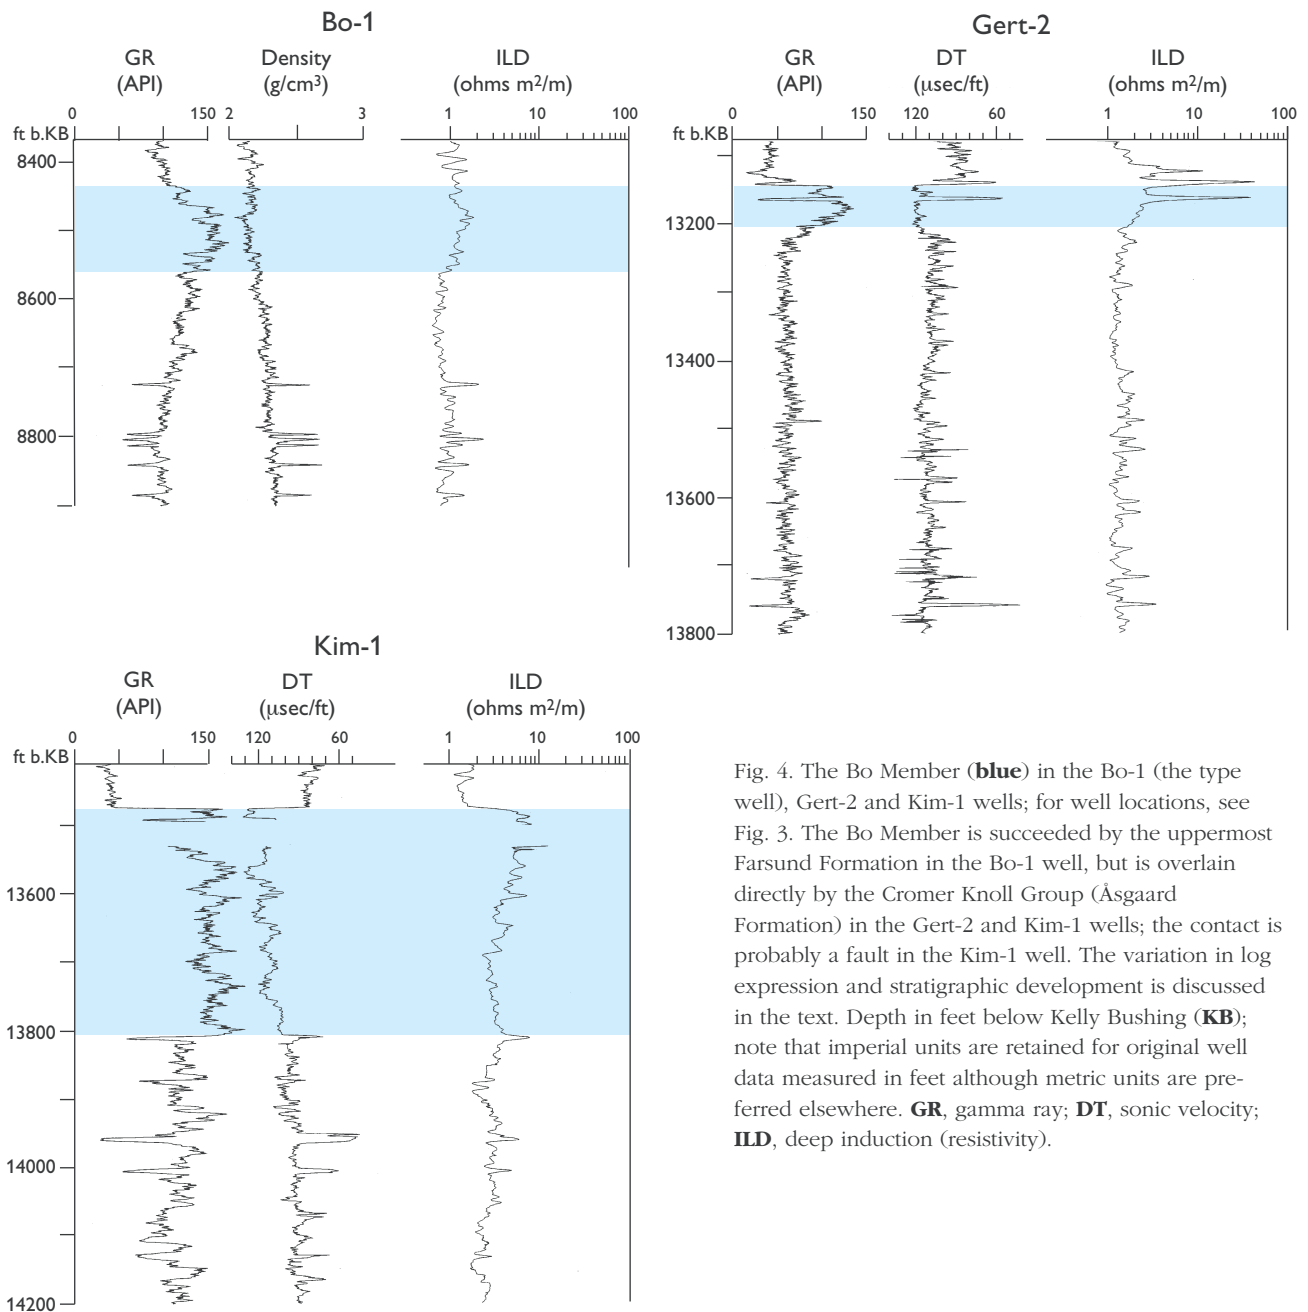 Bo-1
GR Density ILD
(API) (g/cm³) (ohms m²/m)
0 150 2 3 1 10 100
ft b.KB
8400
8600
8800
Gert-2
GR DT ILD
(API) (µsec/ft) (ohms m²/m)
0 150 120 60 1 10 100
ft b.KB
13200
13400
13600
13800
Kim-1
GR DT ILD
(API) (µsec/ft) (ohms m²/m)
0 150 120 60 1 10 100
ft b.KB
13600
13800
14000
14200
Fig. 4. The Bo Member (blue) in the Bo-1 (the type
well), Gert-2 and Kim-1 wells; for well locations, see
Fig. 3. The Bo Member is succeeded by the uppermost
Farsund Formation in the Bo-1 well, but is overlain
directly by the Cromer Knoll Group (Åsgaard
Formation) in the Gert-2 and Kim-1 wells; the contact is
probably a fault in the Kim-1 well. The variation in log
expression and stratigraphic development is discussed
in the text. Depth in feet below Kelly Bushing (KB);
note that imperial units are retained for original well
data measured in feet although metric units are pre-
ferred elsewhere. GR, gamma ray; DT, sonic velocity;
ILD, deep induction (resistivity).